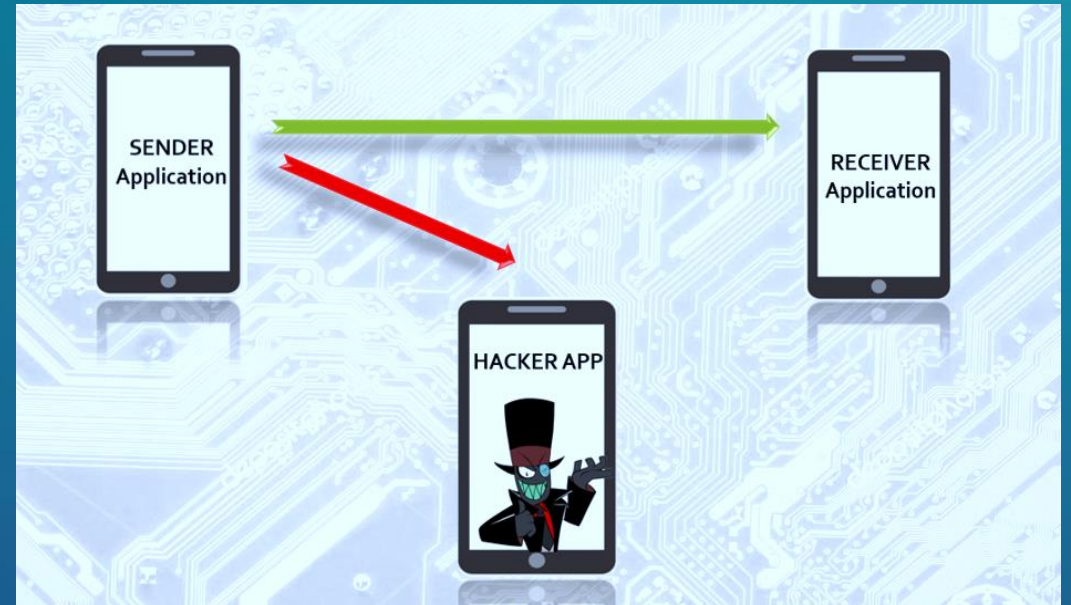 SENDER
Application
RECEIVER
Application
HACKER APP